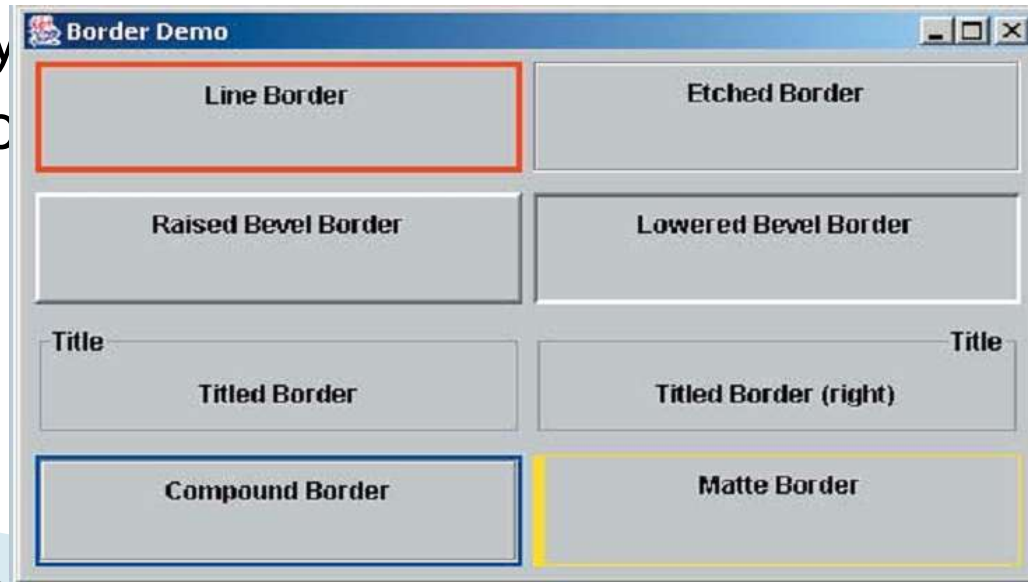 Border Demo
Line Border
Etched Border
Raised Bevel Border
Lowered Bevel Border
Title
Title
Titled Border
Titled Border (right)
Compound Border
Matte Border